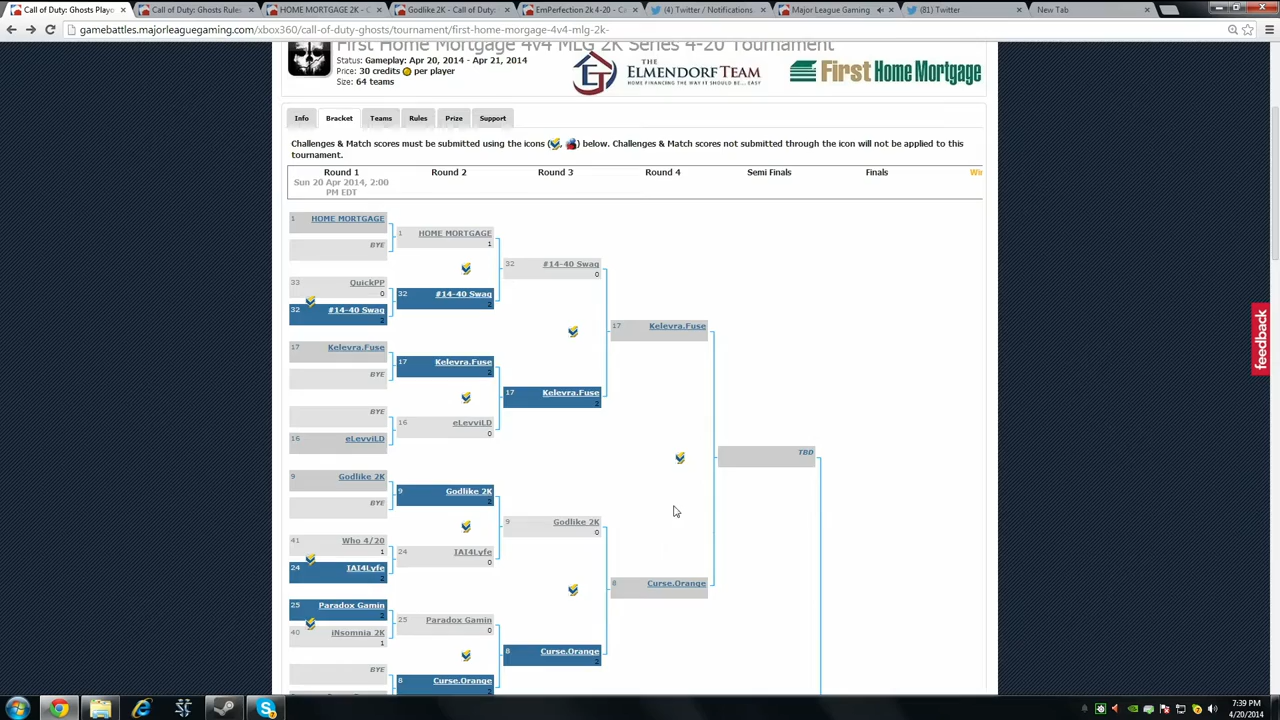 Call of Duty: Ghosts Playe
Call of Duty: Ghosts Rules
HOME MORTGAGE 2K -
Godlike 2K - Call of Duty:
EmPerfection 2k 4-20 - C
(4) Twitter / Notifications
Major League Gaming
(81) Twitter
New Tab
gamebattles.majorleaguegaming.com/xbox360/call-of-duty-ghosts/tournament/first-home-morgage-4v4-mlg-2k-
First Home Mortgage 4v4 MLG 2K Series 4-20 Tournament
Status: Gameplay: Apr 20, 2014 - Apr 21, 2014
Price: 30 credits per player
Size: 64 teams
THE
ELMENDORF TEAM
HOME FINANCING THE WAY IT SHOULD BE... EASY
First Home Mortgage
Info
Bracket
Teams
Rules
Prize
Support
Challenges & Match scores must be submitted using the icons ( , ) below. Challenges & Match scores not submitted through the icon will not be applied to this
tournament.
Round 1
Round 2
Round 3
Round 4
Semi Finals
Finals
Wi
Sun 20 Apr 2014, 2:00
PM EDT
1 HOME MORTGAGE
BYE
1 HOME MORTGAGE
1
33 QuickPP
0
32 #14-40 Swag
2
32 #14-40 Swag
2
32 #14-40 Swag
0
17 Kelevra.Fuse
17 Kelevra.Fuse
BYE
17 Kelevra.Fuse
2
17 Kelevra.Fuse
2
BYE
16 eLevviLD
16 eLevviLD
0
TBD
9 Godlike 2K
BYE
9 Godlike 2K
2
9 Godlike 2K
0
41 Who 4/20
1
24 IAI4Lyfe
2
24 IAI4Lyfe
0
8 Curse.Orange
25 Paradox Gamin
2
40 iNsomnia 2K
1
25 Paradox Gamin
0
8 Curse.Orange
2
BYE
8 Curse.Orange
2
feedback
7:39 PM
4/20/2014